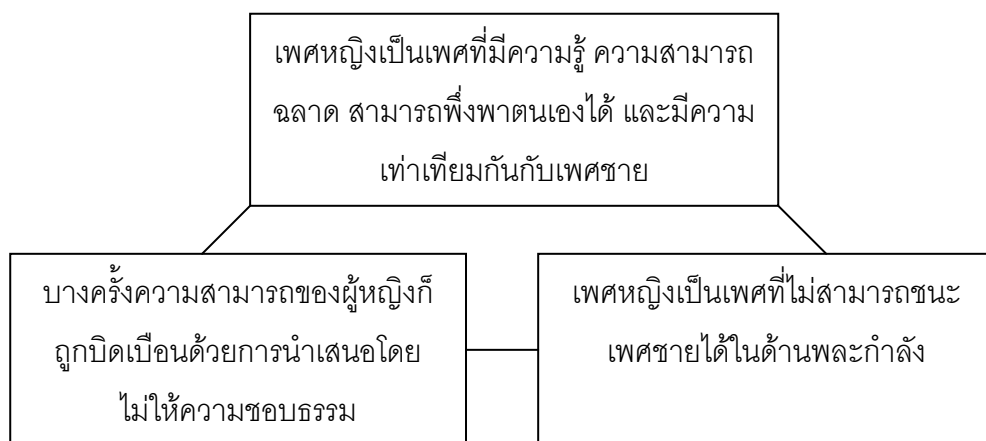 เพศหญิงเป็นเพศที่มีความรู้ ความสามารถ
ฉลาด สามารถพึ่งพาตนเองได้ และมีความ
เท่าเทียมกันกับเพศชาย
บางครั้งความสามารถของผู้หญิงก็
ถูกบิดเบือนด้วยการนำเสนอโดย
ไม่ให้ความชอบธรรม
เพศหญิงเป็นเพศที่ไม่สามารถชนะ
เพศชายได้ในด้านพละกำลัง